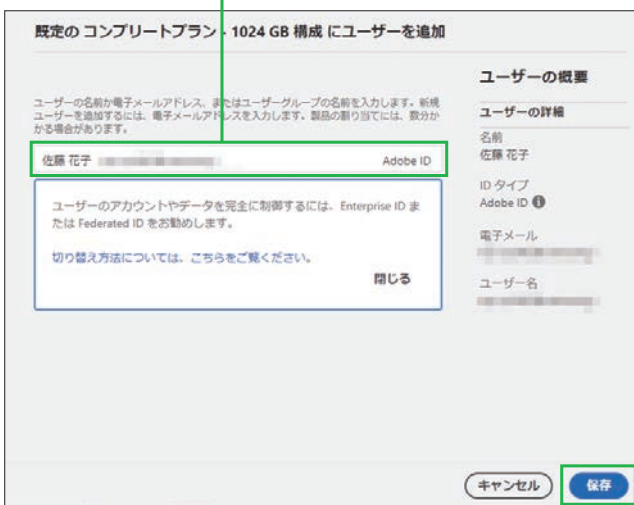 既定の コンプリートプラン - 1024 GB 構成 にユーザーを追加
ユーザーの名前か電子メールアドレス、またはユーザーグループの名前を入力します。新規
ユーザーを追加するには、電子メールアドレスを入力します。製品の割り当てには、数分か
かる場合があります。
佐藤 花子 Adobe ID
ユーザーのアカウントやデータを完全に制御するには、Enterprise ID ま
たは Federated ID をお勧めします。
切り替え方法については、こちらをご覧ください。
閉じる
ユーザーの概要
ユーザーの詳細
名前
佐藤 花子
ID タイプ
Adobe ID
電子メール
ユーザー名
キャンセル
保存